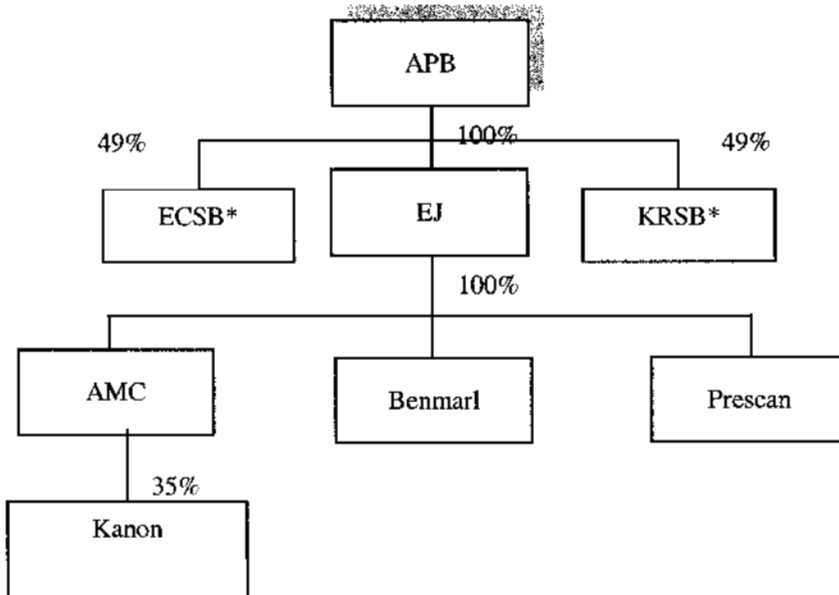 APB
49%
100%
49%
ECSB*
EJ
KRSB*
100%
AMC
Benmarl
Prescan
35%
Kanon